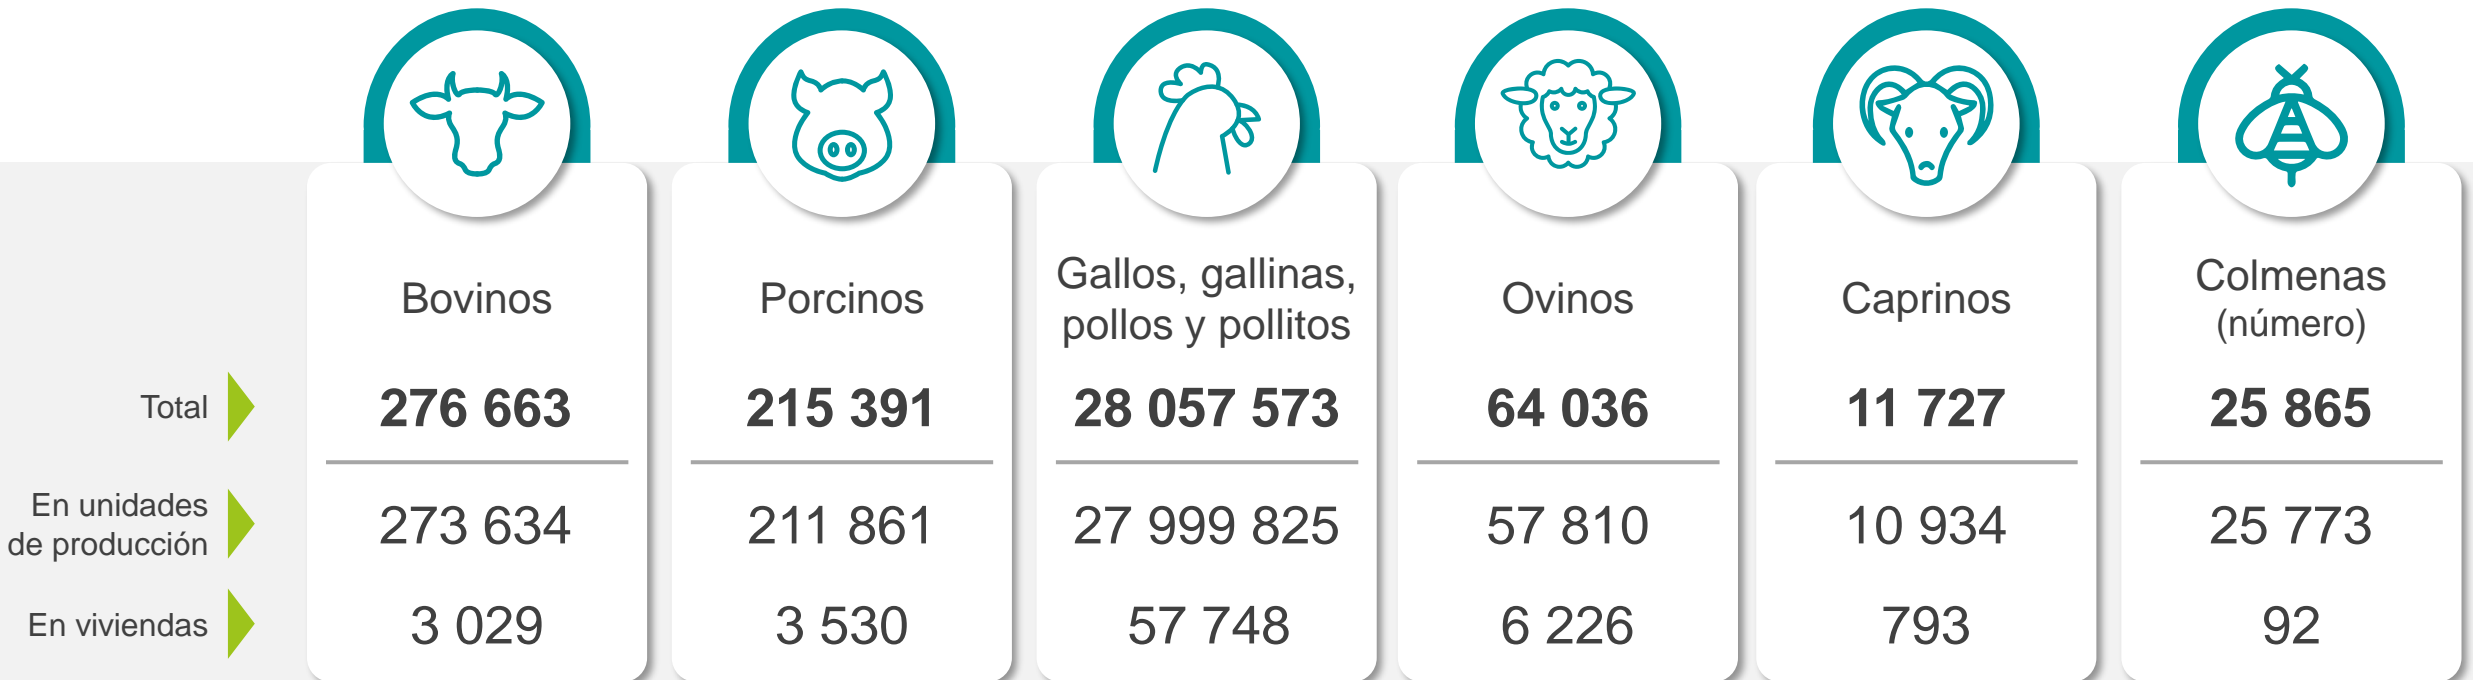 Bovinos
Porcinos
Gallos, gallinas,
pollos y pollitos
Ovinos
Caprinos
Colmenas
(número)
Total
276 663
215 391
28 057 573
64 036
11 727
25 865
En unidades
de producción
273 634
211 861
27 999 825
57 810
10 934
25 773
En viviendas
3 029
3 530
57 748
6 226
793
92